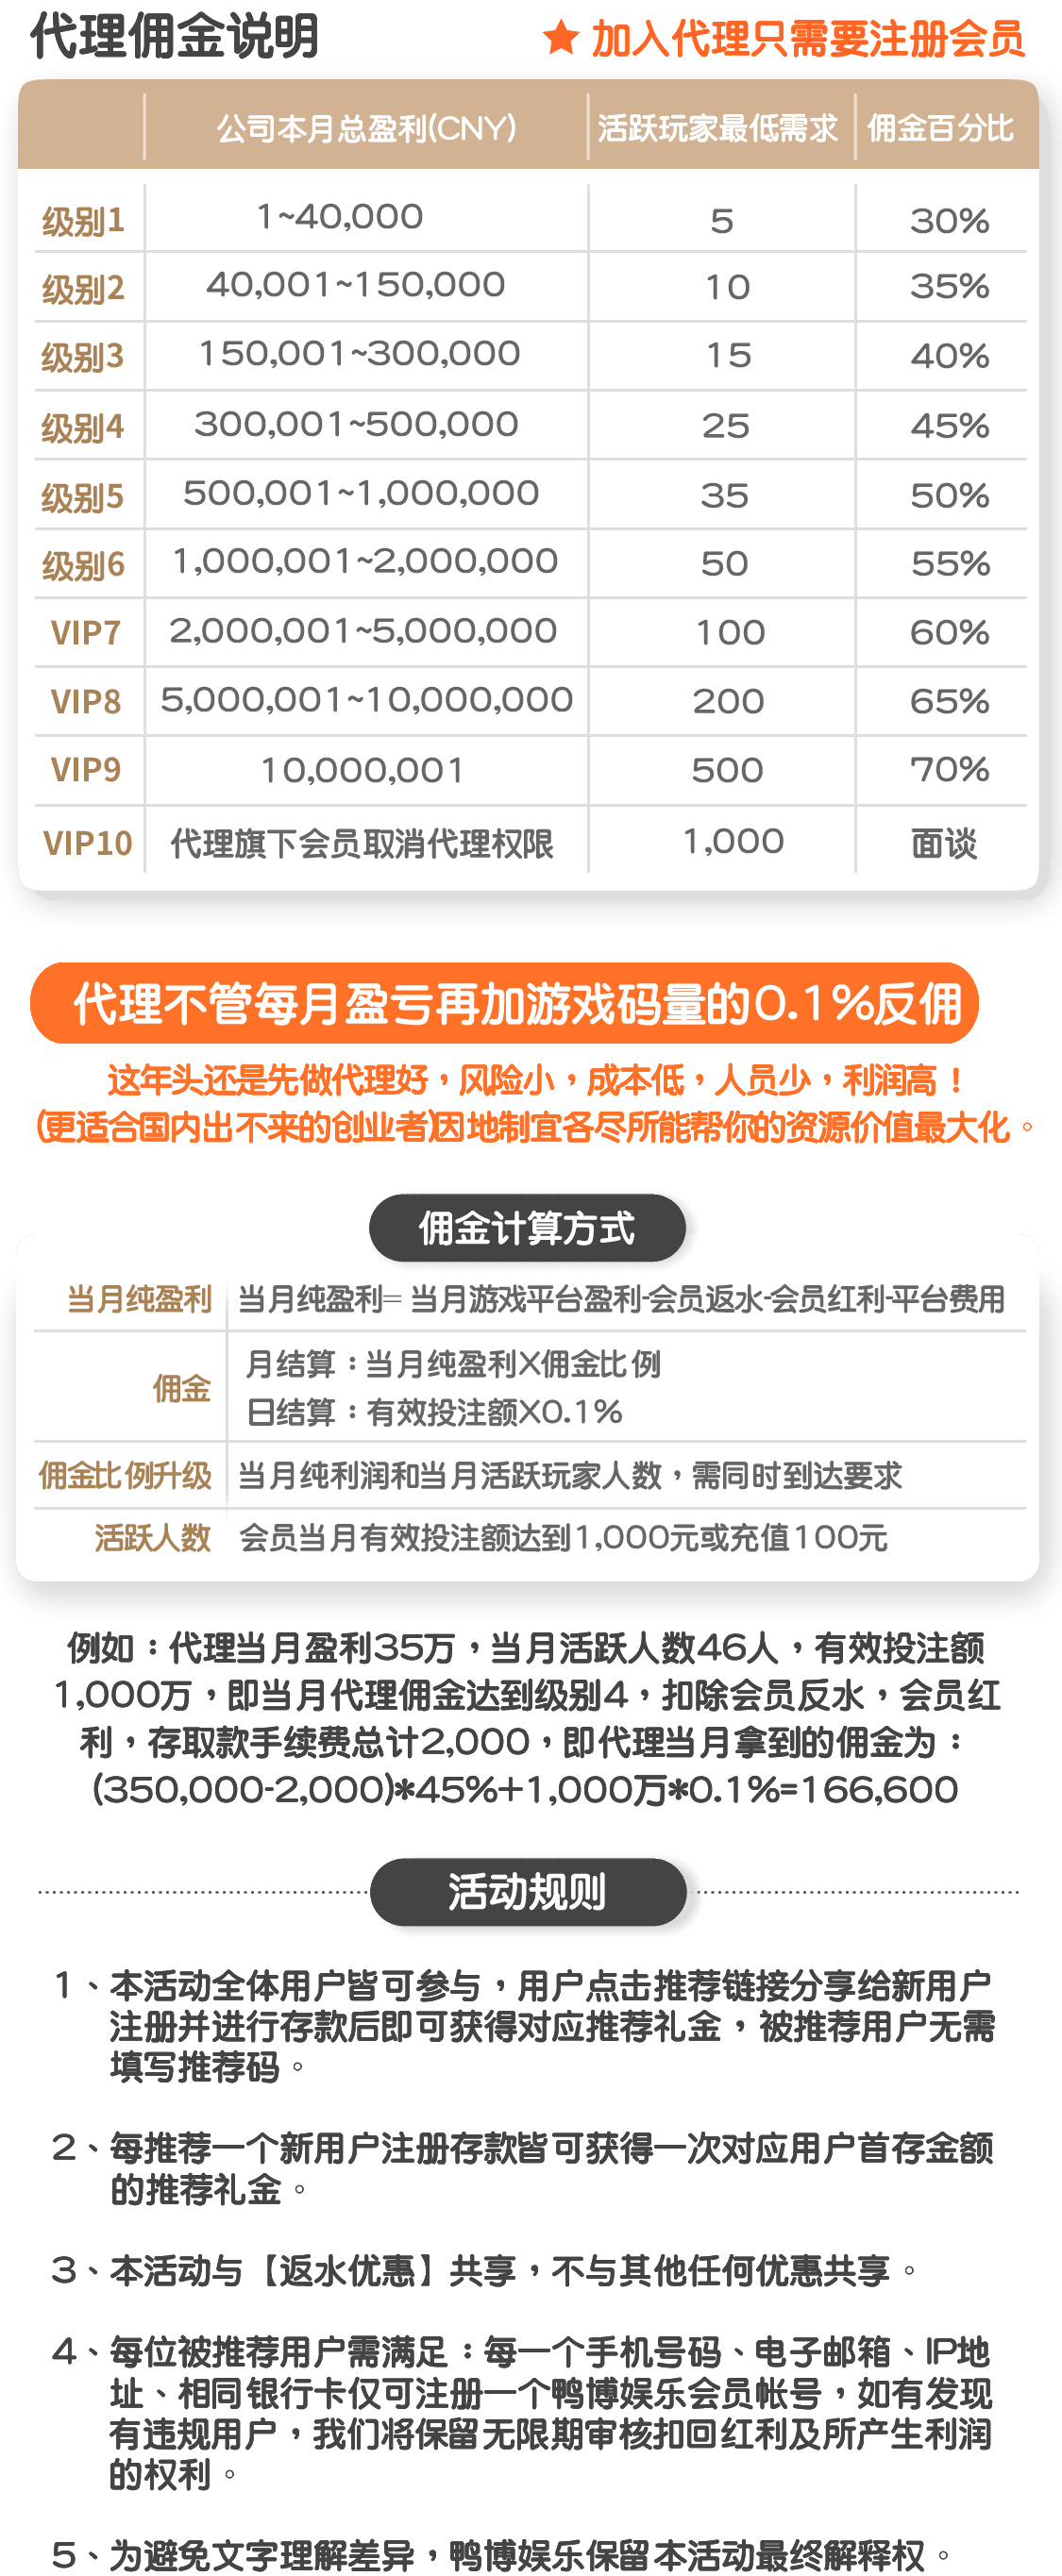 代理佣金说明
★ 加入代理只需要注册会员
公司本月总盈利(CNY) 活跃玩家最低需求 佣金百分比
级别1 1~40,000 5 30%
级别2 40,001~150,000 10 35%
级别3 150,001~300,000 15 40%
级别4 300,001~500,000 25 45%
级别5 500,001~1,000,000 35 50%
级别6 1,000,001~2,000,000 50 55%
VIP7 2,000,001~5,000,000 100 60%
VIP8 5,000,001~10,000,000 200 65%
VIP9 10,000,001 500 70%
VIP10 代理旗下会员取消代理权限 1,000 面谈
代理不管每月盈亏再加游戏码量的0.1%反佣
这年头还是先做代理好，风险小，成本低，人员少，利润高！
(更适合国内出不来的创业者)因地制宜各尽所能帮你的资源价值最大化。
佣金计算方式
当月纯盈利 当月纯盈利= 当月游戏平台盈利-会员返水-会员红利-平台费用
佣金
月结算：当月纯盈利X佣金比例
日结算：有效投注额X0.1%
佣金比例升级 当月纯利润和当月活跃玩家人数，需同时到达要求
活跃人数 会员当月有效投注额达到1,000元或充值100元
例如：代理当月盈利35万，当月活跃人数46人，有效投注额
1,000万，即当月代理佣金达到级别4，扣除会员反水，会员红
利，存取款手续费总计2,000，即代理当月拿到的佣金为：
(350,000-2,000)*45%+1,000万*0.1%=166,600
活动规则
1、本活动全体用户皆可参与，用户点击推荐链接分享给新用户
注册并进行存款后即可获得对应推荐礼金，被推荐用户无需
填写推荐码。
2、每推荐一个新用户注册存款皆可获得一次对应用户首存金额
的推荐礼金。
3、本活动与【返水优惠】共享，不与其他任何优惠共享。
4、每位被推荐用户需满足：每一个手机号码、电子邮箱、IP地
址、相同银行卡仅可注册一个鸭博娱乐会员帐号，如有发现
有违规用户，我们将保留无限期审核扣回红利及所产生利润
的权利。
5、为避免文字理解差异，鸭博娱乐保留本活动最终解释权。